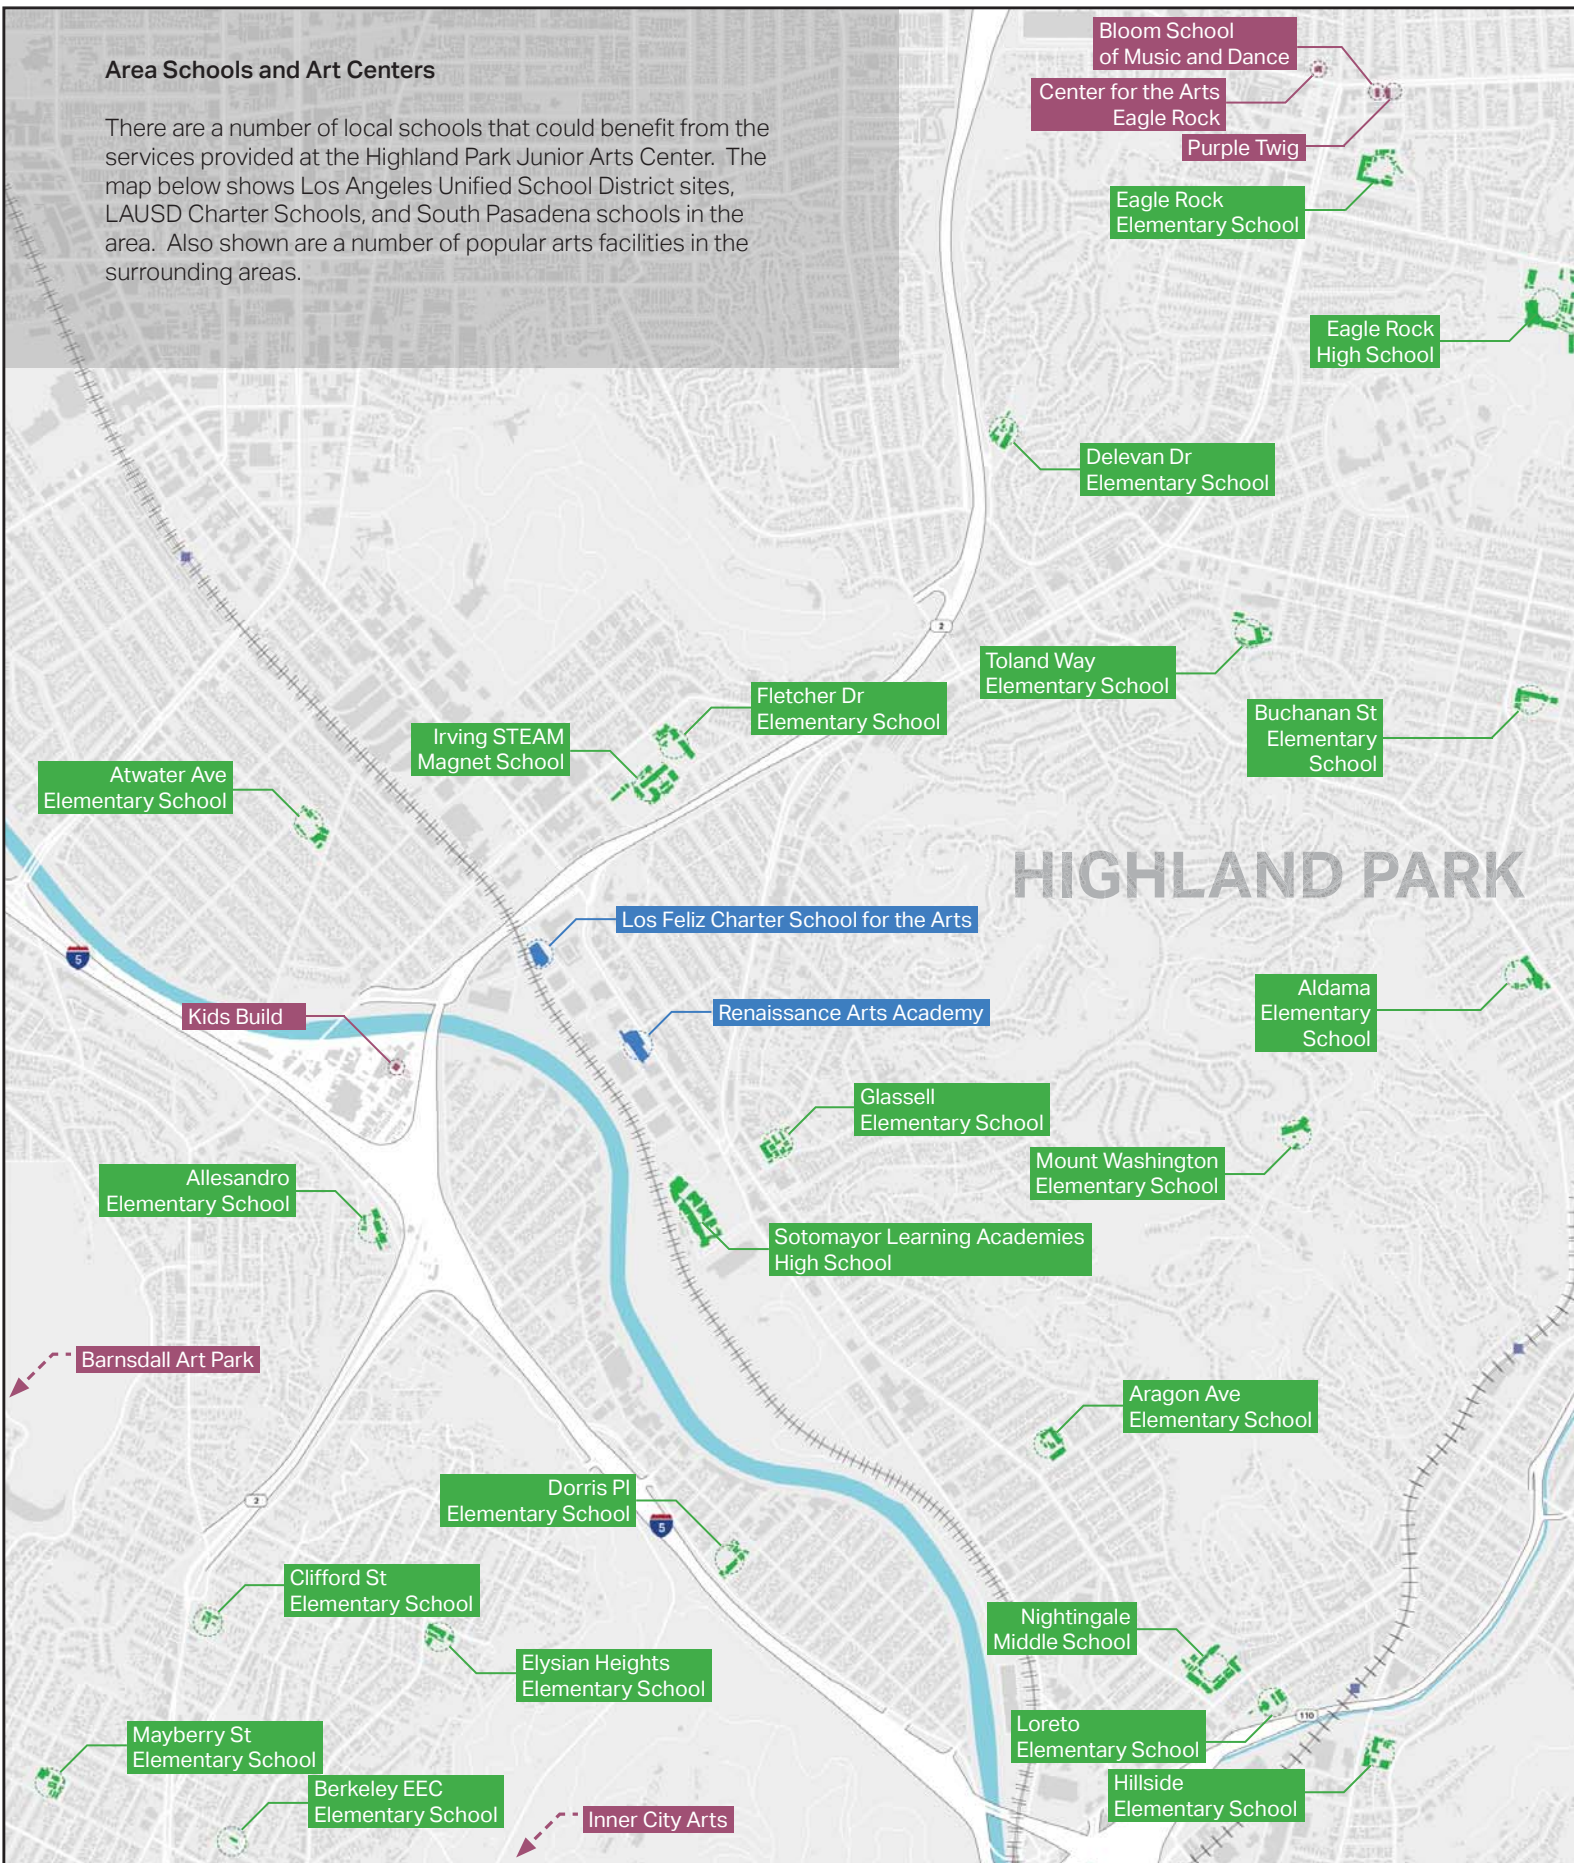 Area Schools and Art Centers
There are a number of local schools that could benefit from the
services provided at the Highland Park Junior Arts Center. The
map below shows Los Angeles Unified School District sites,
LAUSD Charter Schools, and South Pasadena schools in the
area. Also shown are a number of popular arts facilities in the
surrounding areas.
Bloom School
of Music and Dance
Center for the Arts
Eagle Rock
Purple Twig
Eagle Rock
Elementary School
Eagle Rock
High School
Delevan Dr
Elementary School
2
Toland Way
Elementary School
Fletcher Dr
Elementary School
Buchanan St
Elementary
School
Irving STEAM
Magnet School
Atwater Ave
Elementary School
HIGHLAND PARK
Los Feliz Charter School for the Arts
5
Kids Build
Renaissance Arts Academy
Aldama
Elementary
School
Glassell
Elementary School
Mount Washington
Elementary School
Allesandro
Elementary School
Sotomayor Learning Academies
High School
Barnsdall Art Park
Aragon Ave
Elementary School
2
Dorris Pl
Elementary School
5
Clifford St
Elementary School
Nightingale
Middle School
Elysian Heights
Elementary School
Loreto
Elementary School
110
Mayberry St
Elementary School
Hillside
Elementary School
Berkeley EEC
Elementary School
Inner City Arts